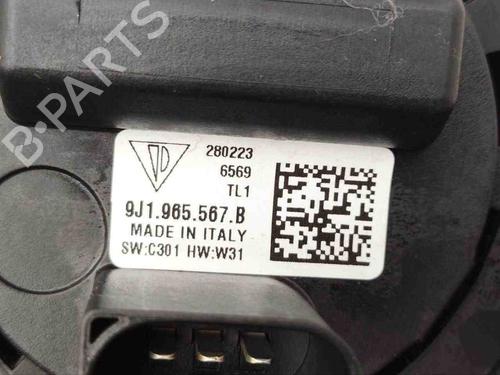 B-PARTS
280223
6569
TL1
9J1.965.567.B
MADE IN ITALY
SW:C301 HW:W31